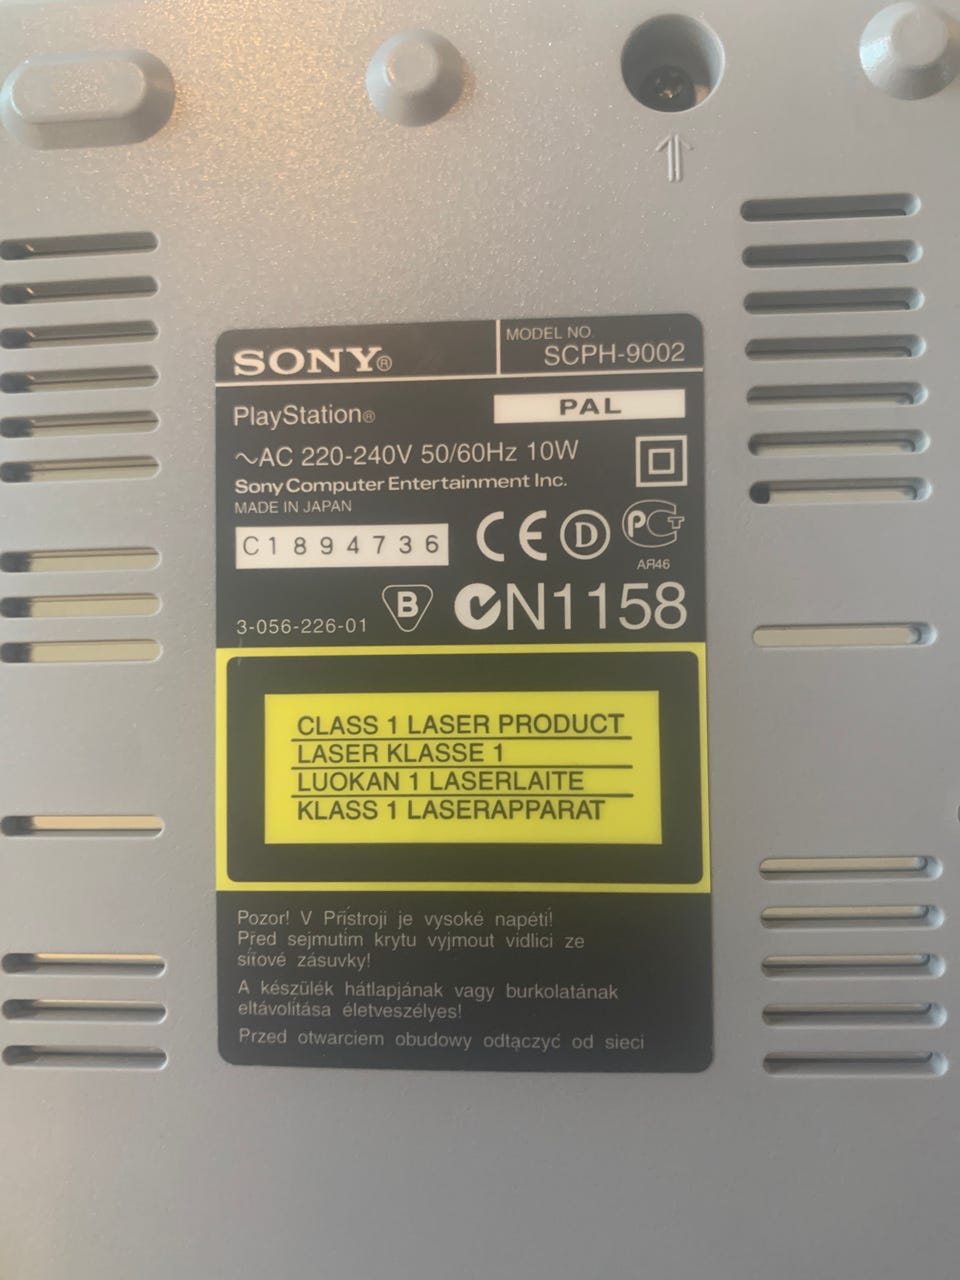 SONY®
MODEL NO.
SCPH-9002
PlayStation®
PAL
~AC 220-240V 50/60Hz 10W
Sony Computer Entertainment Inc.
MADE IN JAPAN
C1894736
CE D PCT
АЯ46
3-056-226-01
B
N1158
CLASS 1 LASER PRODUCT
LASER KLASSE 1
LUOKAN 1 LASERLAITE
KLASS 1 LASERAPPARAT
Pozor! V Přístroji je vysoké napětí!
Před sejmutím krytu vyjmout vidlici ze
síťové zásuvky!
A készülék hátlapjának vagy burkolatának
eltávolítása életveszélyes!
Przed otwarciem obudowy odłączyć od sieci